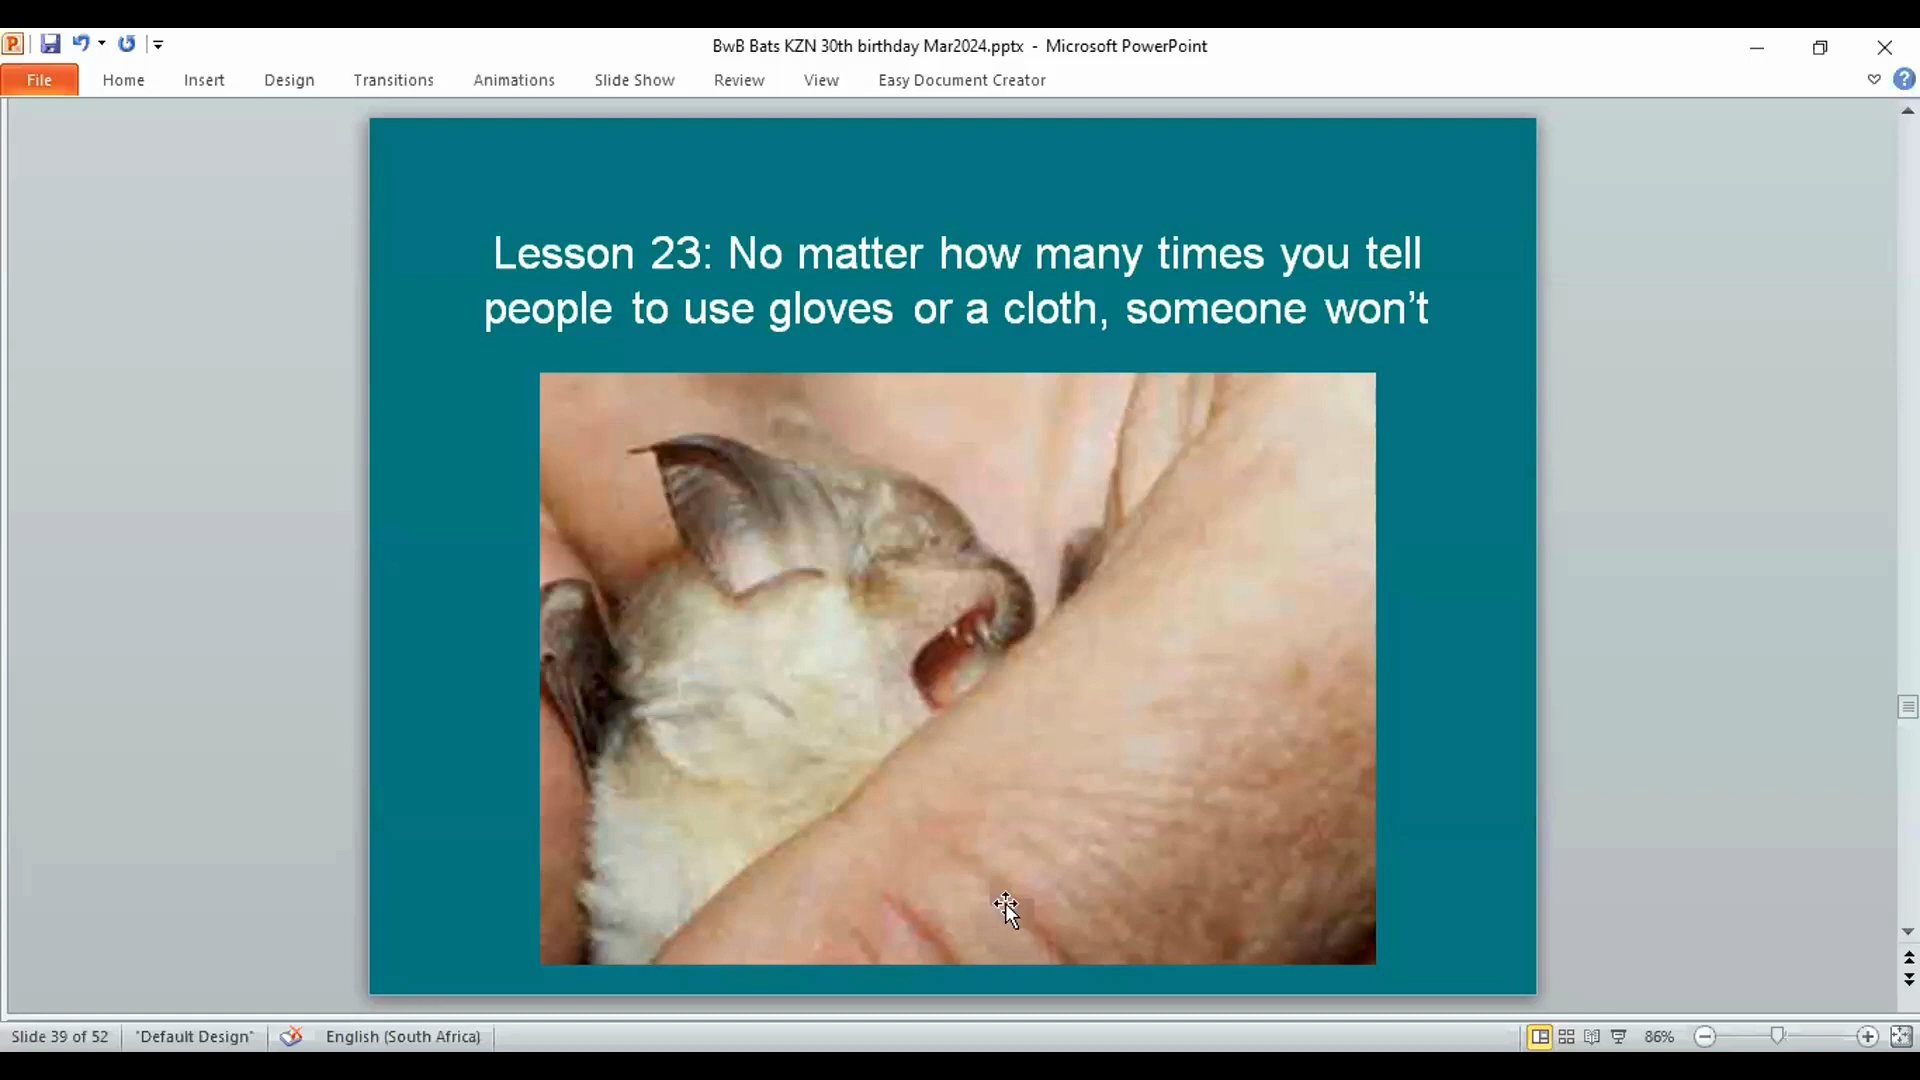 BwB Bats KZN 30th birthday Mar2024.pptx - Microsoft PowerPoint
File Home Insert Design Transitions Animations Slide Show Review View Easy Document Creator
Lesson 23: No matter how many times you tell
people to use gloves or a cloth, someone won’t
Slide 39 of 52 "Default Design" English (South Africa) 86%